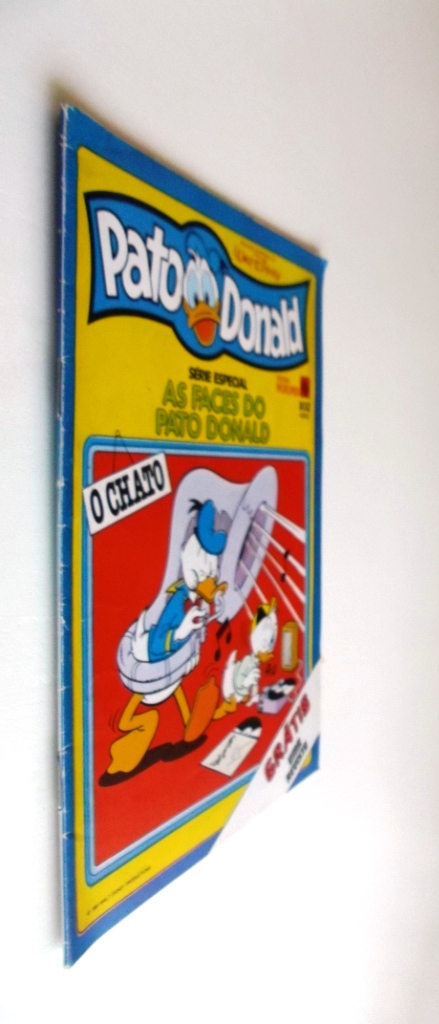 Pato Donald
SÉRIE ESPECIAL
AS FACES DO
PATO DONALD
O CHATO
GRÁTIS